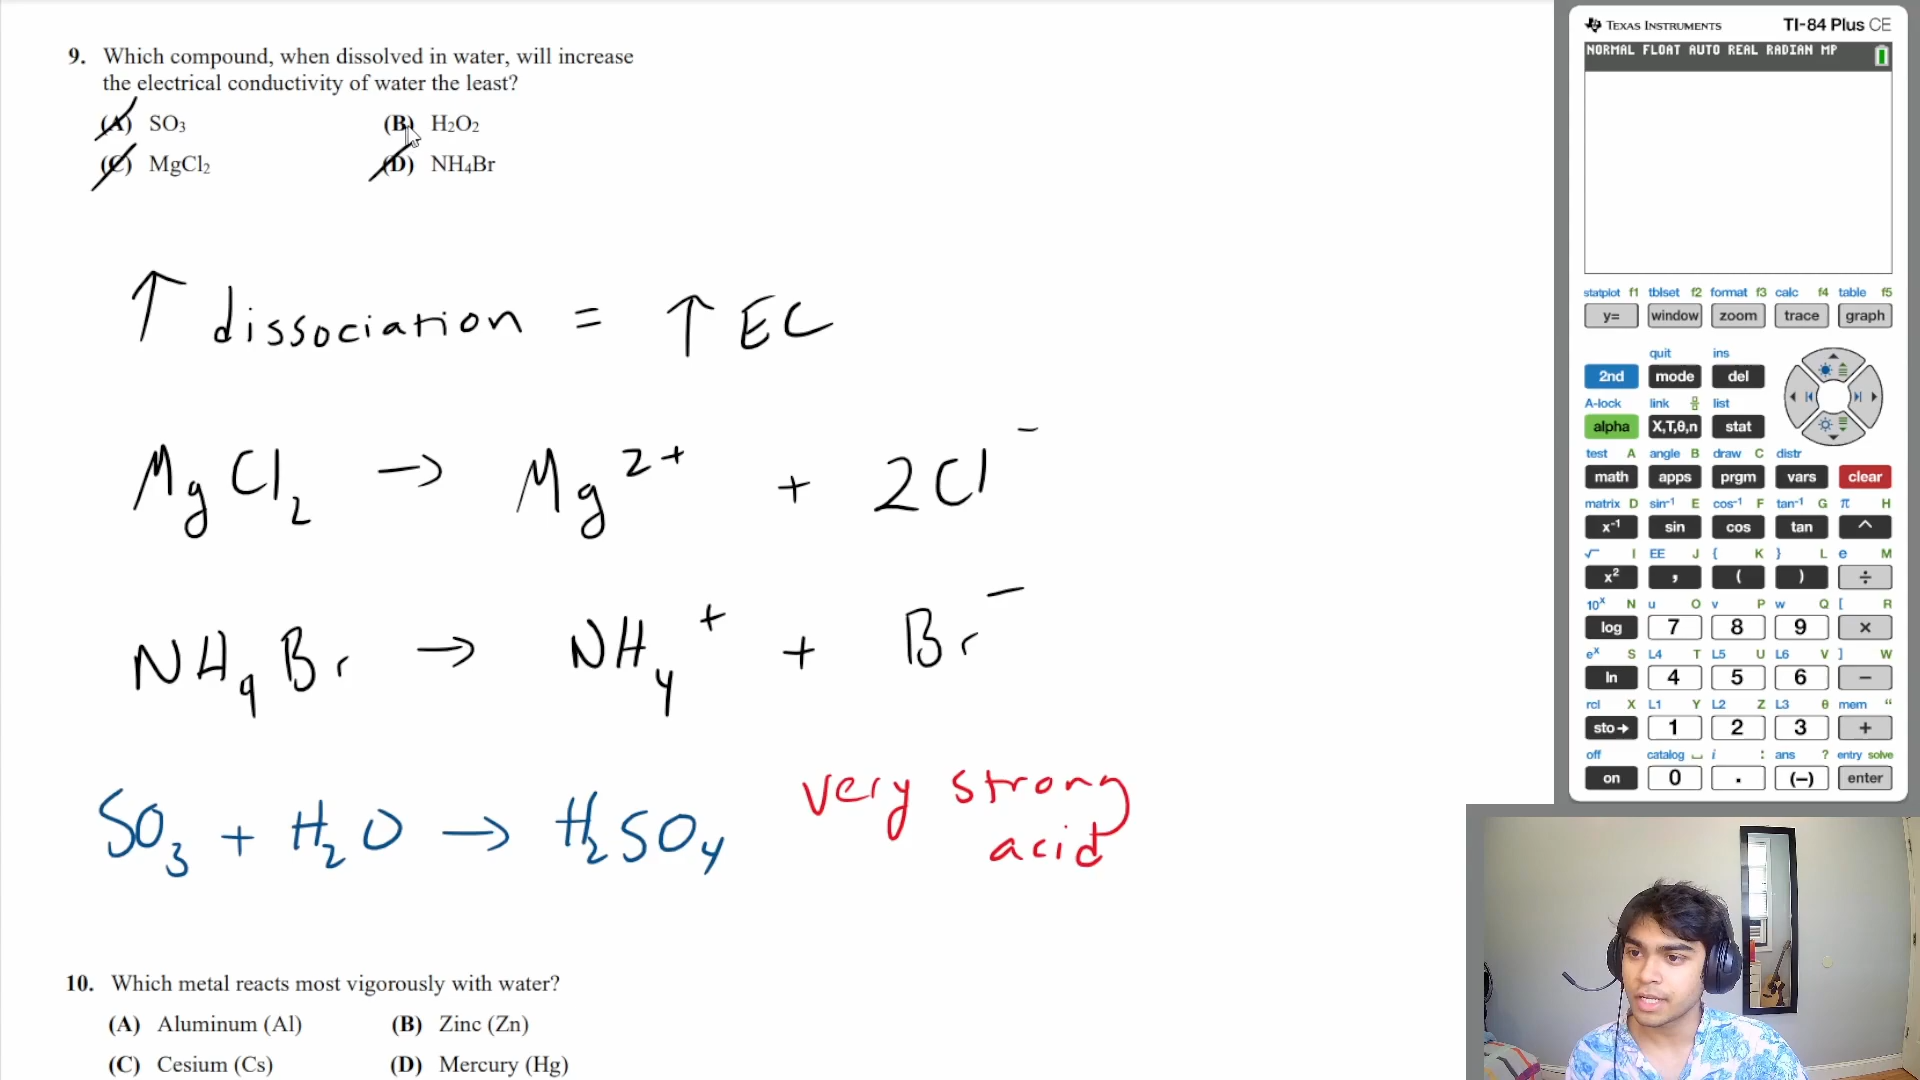 9. Which compound, when dissolved in water, will increase
the electrical conductivity of water the least?
(A) SO₃ (B) H₂O₂
(C) MgCl₂ (D) NH₄Br
↑ dissociation = ↑ EC
MgCl₂ → Mg²⁺ + 2Cl⁻
NH₄Br → NH₄⁺ + Br⁻
SO₃ + H₂O → H₂SO₄ very strong
acid
10. Which metal reacts most vigorously with water?
(A) Aluminum (Al) (B) Zinc (Zn)
(C) Cesium (Cs) (D) Mercury (Hg)
TEXAS INSTRUMENTS TI-84 Plus CE
NORMAL FLOAT AUTO REAL RADIAN MP
statplot f1 tblset f2 format f3 calc f4 table f5
y= window zoom trace graph
quit ins
2nd mode del
A-lock link list
alpha X,T,θ,n stat
test A angle B draw C distr
math apps prgm vars clear
matrix D sin⁻¹ E cos⁻¹ F tan⁻¹ G π H
x⁻¹ sin cos tan ^
√ I EE J { K } L e M
x² , ( ) ÷
10ˣ N u O v P w Q [ R
log 7 8 9 ×
eˣ S L4 T L5 U L6 V ] W
ln 4 5 6 −
rcl X L1 Y L2 Z L3 θ mem "
sto→ 1 2 3 +
off catalog ⎵ i : ans ? entry solve
on 0 . (−) enter